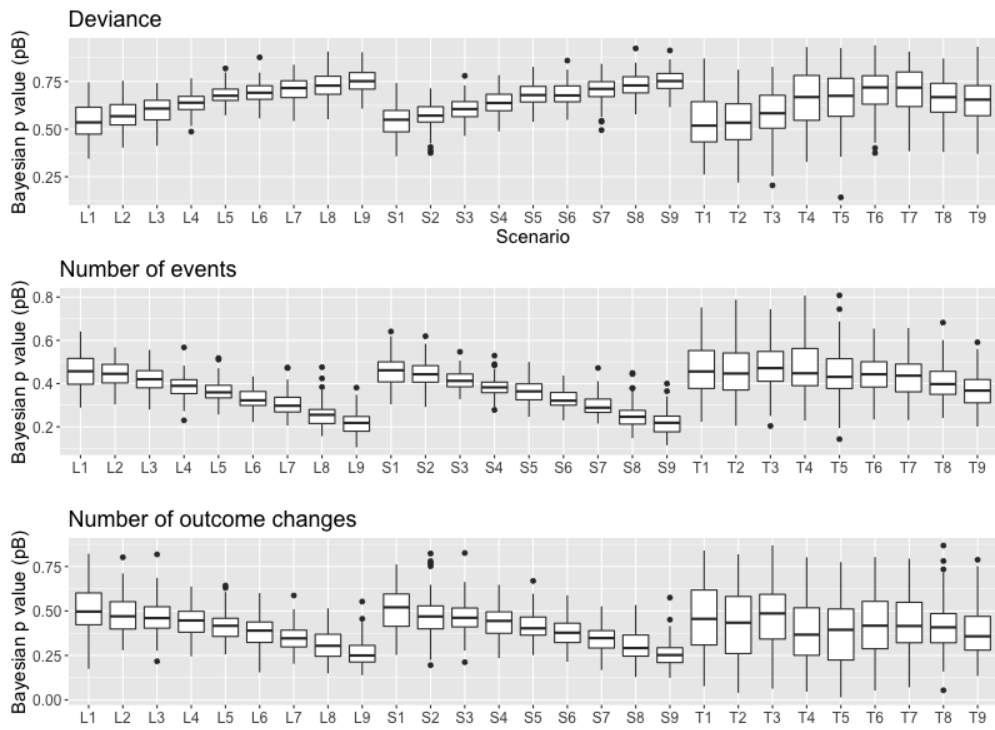 Deviance
Bayesian p value (pB)
0.75
0.50
0.25
L1 L2 L3 L4 L5 L6 L7 L8 L9 S1 S2 S3 S4 S5 S6 S7 S8 S9 T1 T2 T3 T4 T5 T6 T7 T8 T9
Scenario
Number of events
Bayesian p value (pB)
0.8
0.6
0.4
0.2
L1 L2 L3 L4 L5 L6 L7 L8 L9 S1 S2 S3 S4 S5 S6 S7 S8 S9 T1 T2 T3 T4 T5 T6 T7 T8 T9
Number of outcome changes
Bayesian p value (pB)
0.75
0.50
0.25
0.00
L1 L2 L3 L4 L5 L6 L7 L8 L9 S1 S2 S3 S4 S5 S6 S7 S8 S9 T1 T2 T3 T4 T5 T6 T7 T8 T9